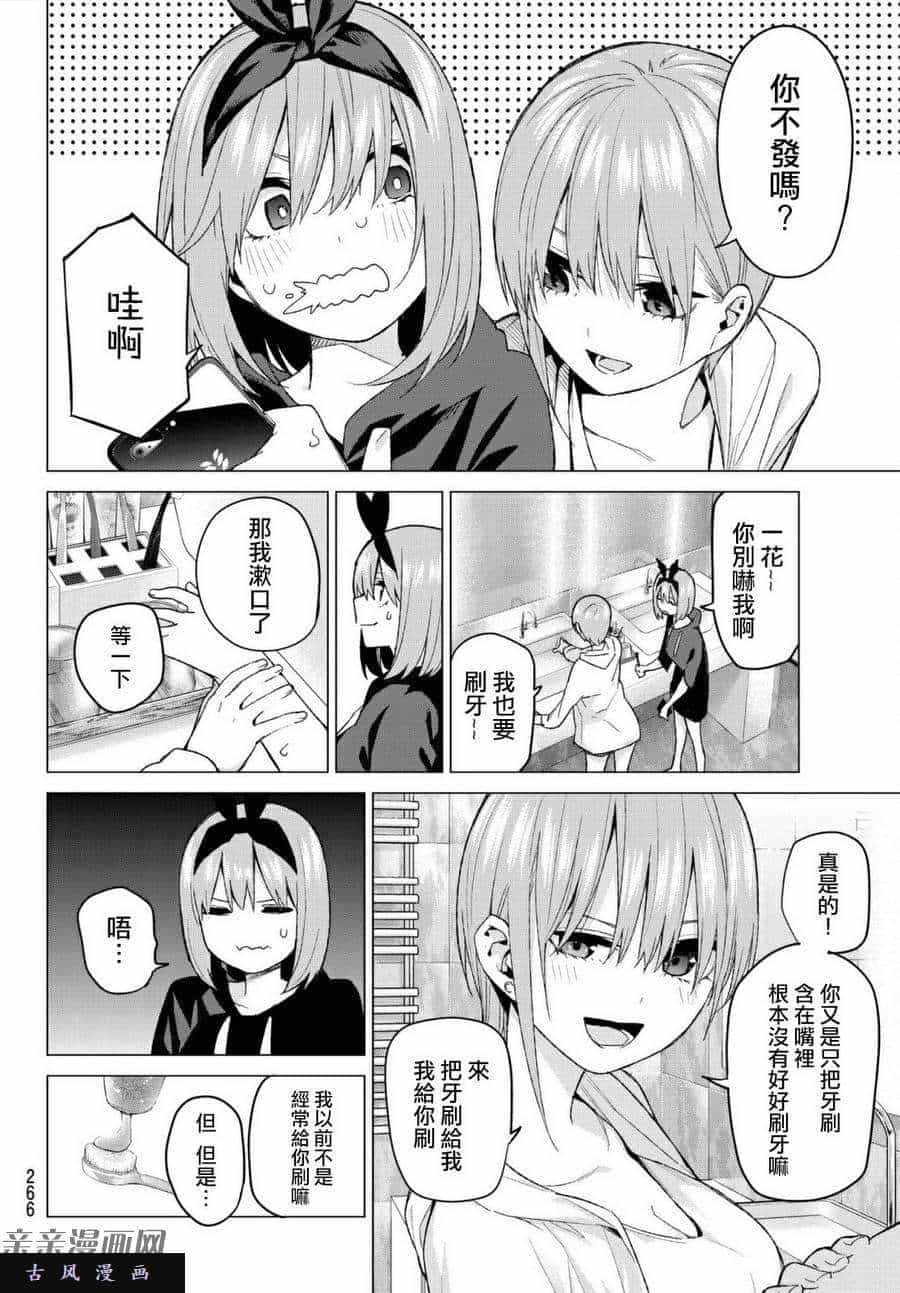 你不發嗎？
哇啊
一花~
你別嚇我啊
我也要
刷牙~
那我漱口了
等一下
真是的！
你又是只把牙刷
含在嘴裡
根本沒有好好刷牙嘛
來
把牙刷給我
我給你刷
唔…
我以前不是
經常給你刷嘛
但 但是…
266
亲亲漫画网
古风漫画